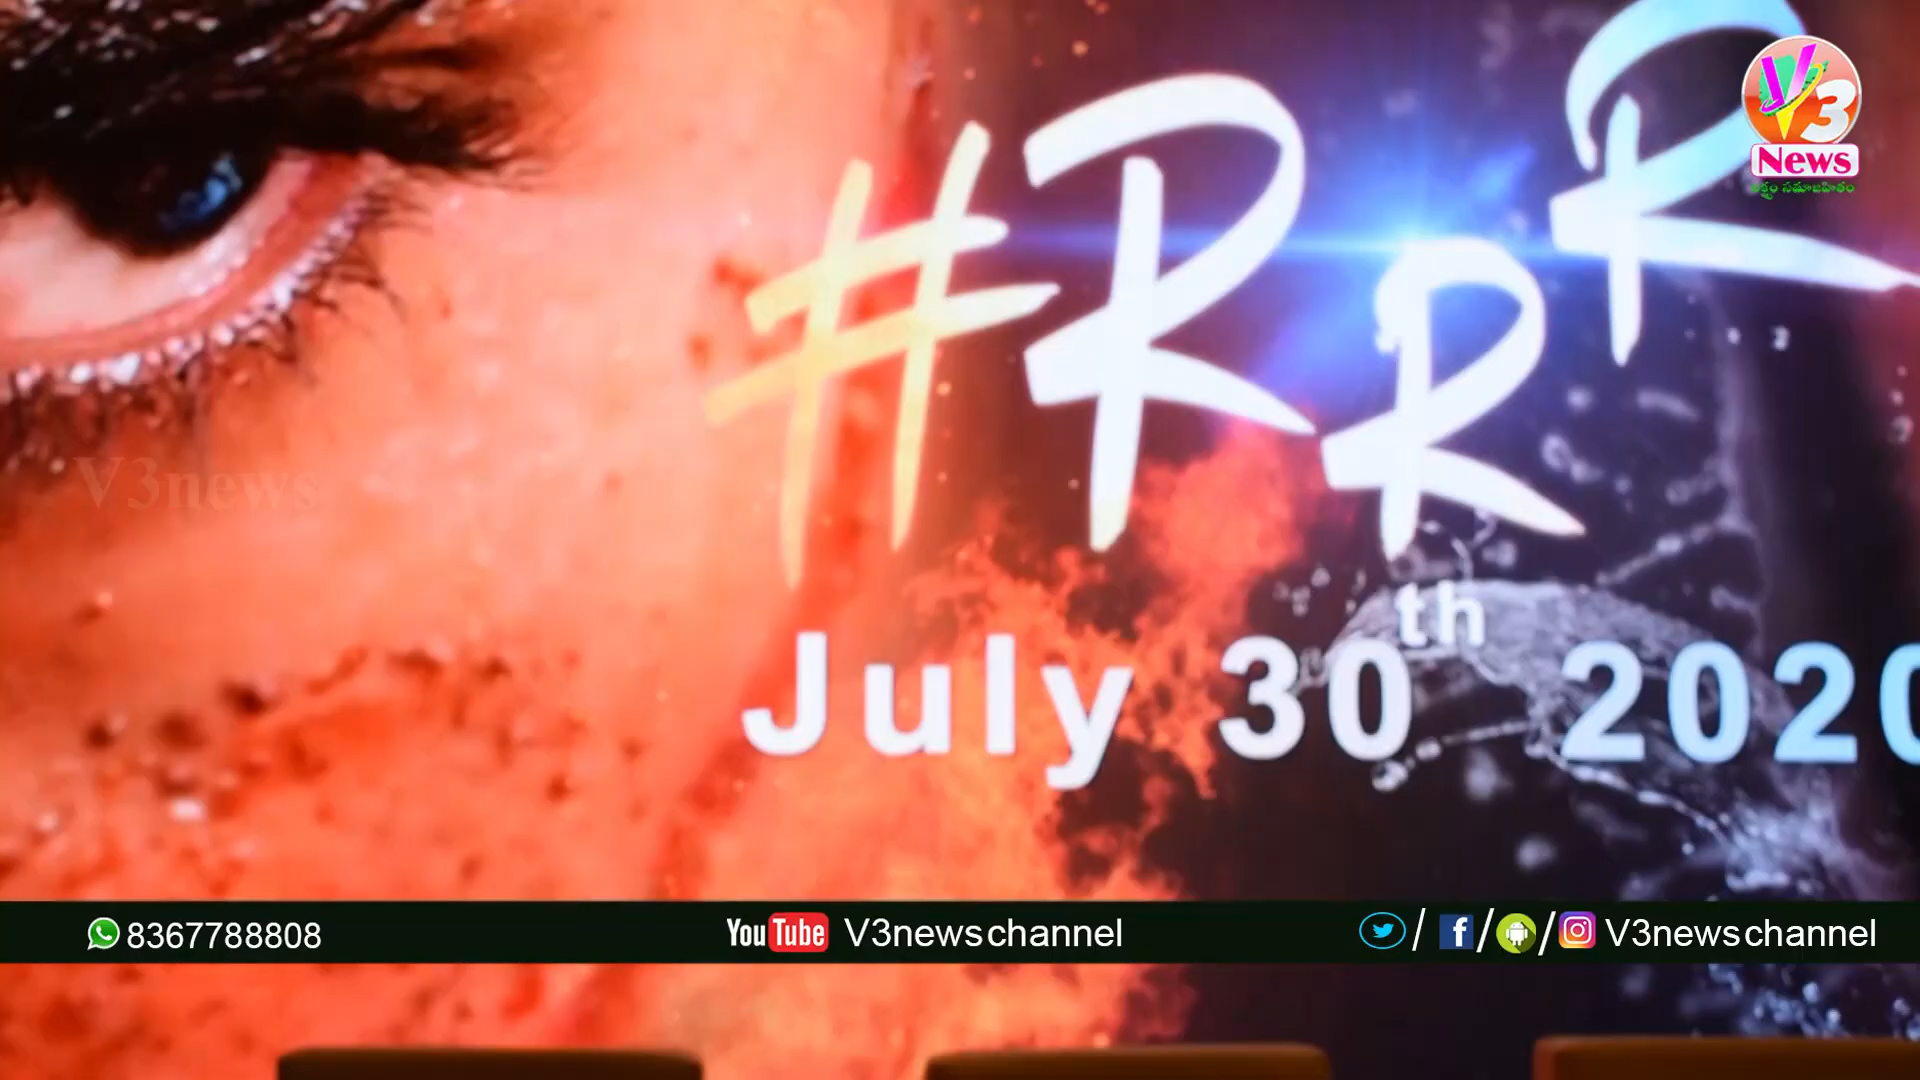 #RRR
V3
News
V3news
July 30th 2020
8367788808
YouTube V3newschannel
/ f / / V3newschannel